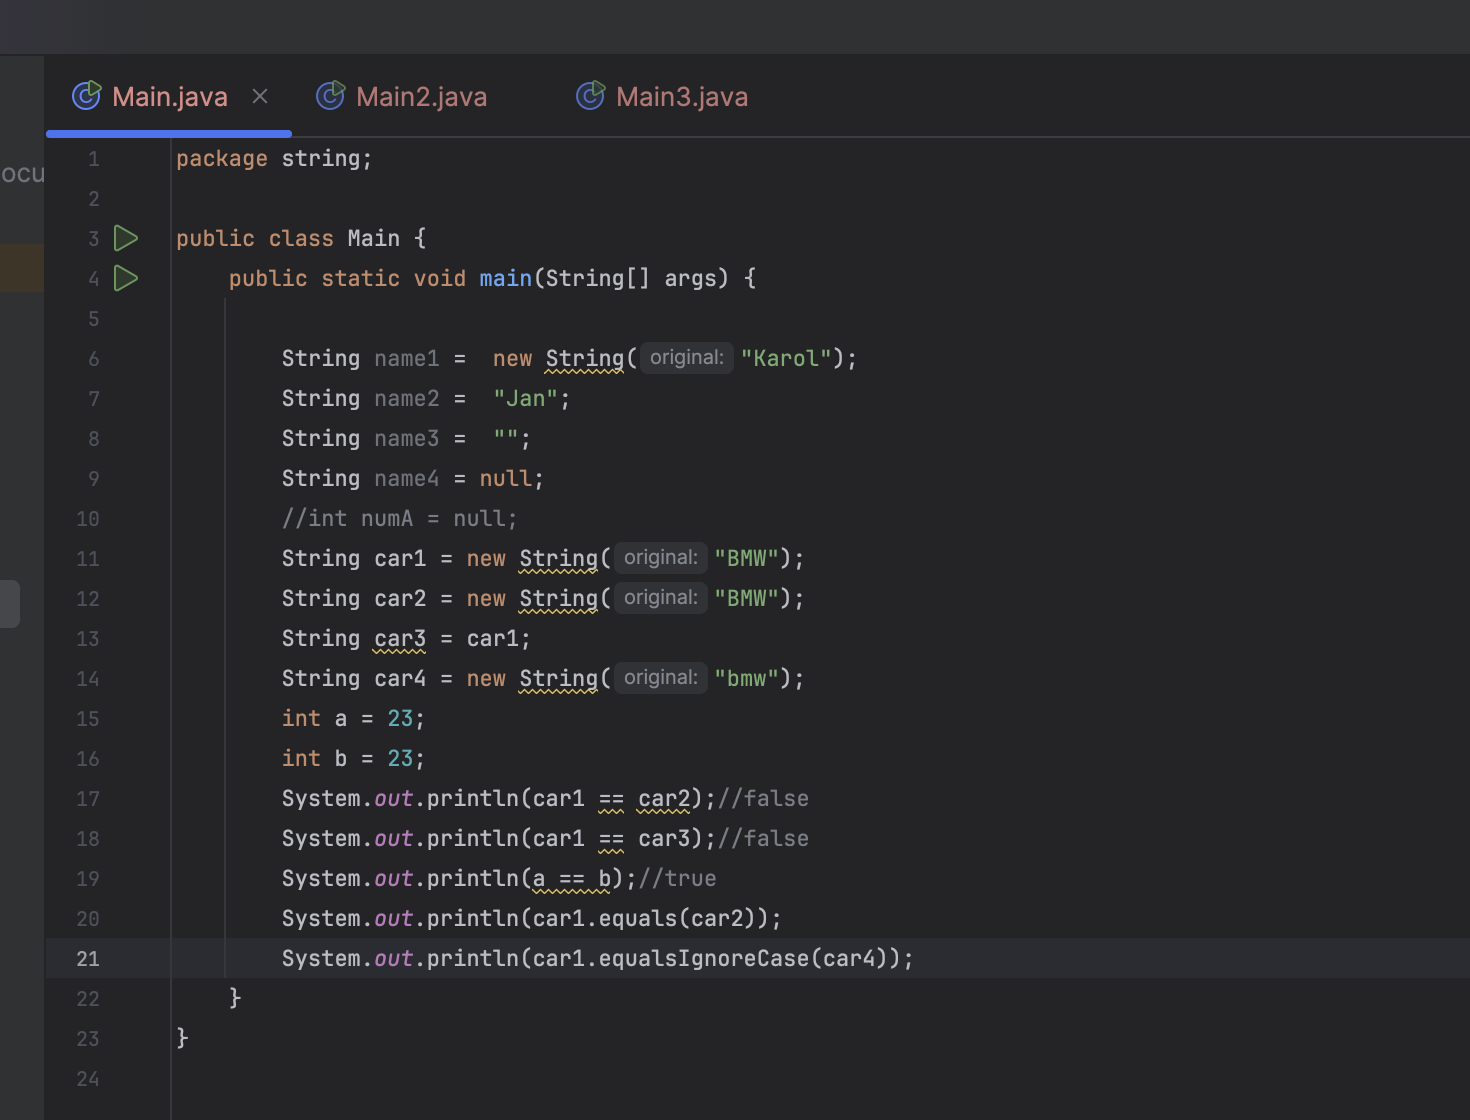 Main.java Main2.java Main3.java
ocu
1 package string;
2
3 public class Main {
4 public static void main(String[] args) {
5
6 String name1 =  new String( original: "Karol");
7 String name2 =  "Jan";
8 String name3 =  "";
9 String name4 = null;
10 //int numA = null;
11 String car1 = new String( original: "BMW");
12 String car2 = new String( original: "BMW");
13 String car3 = car1;
14 String car4 = new String( original: "bmw");
15 int a = 23;
16 int b = 23;
17 System.out.println(car1 == car2);//false
18 System.out.println(car1 == car3);//false
19 System.out.println(a == b);//true
20 System.out.println(car1.equals(car2));
21 System.out.println(car1.equalsIgnoreCase(car4));
22 }
23 }
24